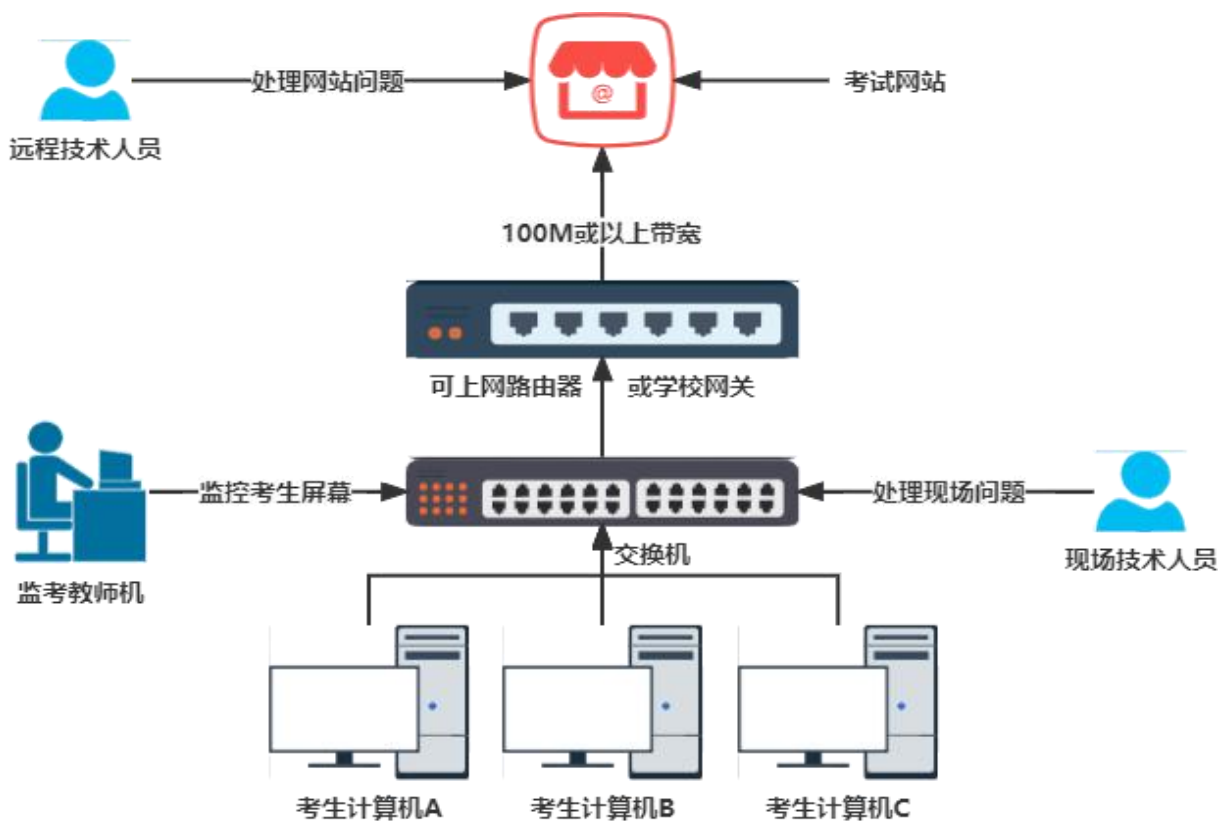 处理网站问题
@
考试网站
远程技术人员
100M或以上带宽
可上网路由器
或学校网关
监控考生屏幕
处理现场问题
交换机
监考教师机
现场技术人员
考生计算机A
考生计算机B
考生计算机C